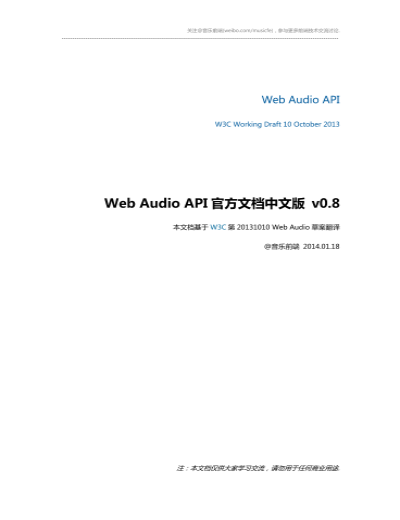 关注@音乐前端(weibo.com/musicfe)，参与更多前端技术交流讨论
Web Audio API
W3C Working Draft 10 October 2013
Web Audio API 官方文档中文版 v0.8
本文档基于 W3C 第 20131010 Web Audio 草案翻译
@音乐前端 2014.01.18
注：本文档仅供大家学习交流，请勿用于任何商业用途.